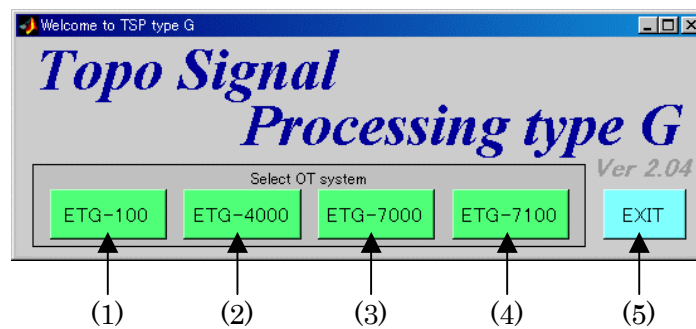 Welcome to TSP type G
Topo Signal
Processing type G
Ver 2.04
Select OT system
ETG-100 ETG-4000 ETG-7000 ETG-7100 EXIT
(1) (2) (3) (4) (5)